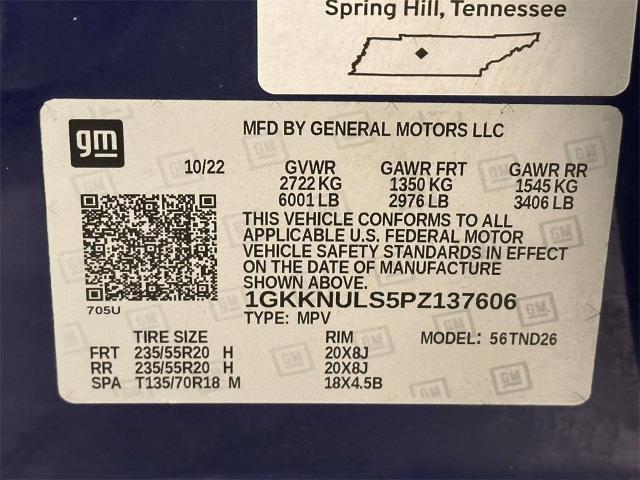 Spring Hill, Tennessee
gm
MFD BY GENERAL MOTORS LLC
10/22 GVWR GAWR FRT GAWR RR
2722 KG 1350 KG 1545 KG
6001 LB 2976 LB 3406 LB
THIS VEHICLE CONFORMS TO ALL
APPLICABLE U.S. FEDERAL MOTOR
VEHICLE SAFETY STANDARDS IN EFFECT
ON THE DATE OF MANUFACTURE
SHOWN ABOVE.
1GKKNULS5PZ137606
705U
TYPE: MPV
TIRE SIZE RIM MODEL: 56TND26
FRT 235/55R20 H 20X8J
RR 235/55R20 H 20X8J
SPA T135/70R18 M 18X4.5B